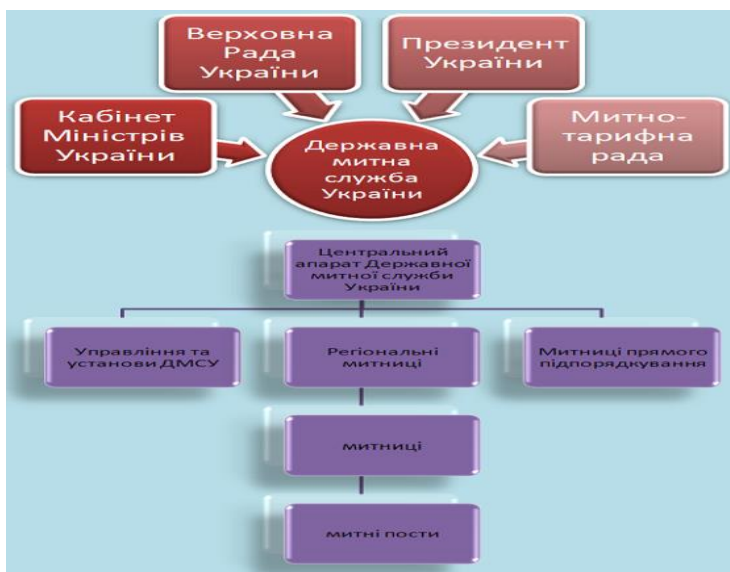 Верховна
Рада
України
Президент
України
Кабінет
Міністрів
України
Митно-
тарифна
рада
Державна
митна
служба
України
Центральний
апарат Державної
митної служби
України
Управління та
установи ДМСУ
Регіональні
митниці
Митниці прямого
підпорядкування
митниці
митні пости